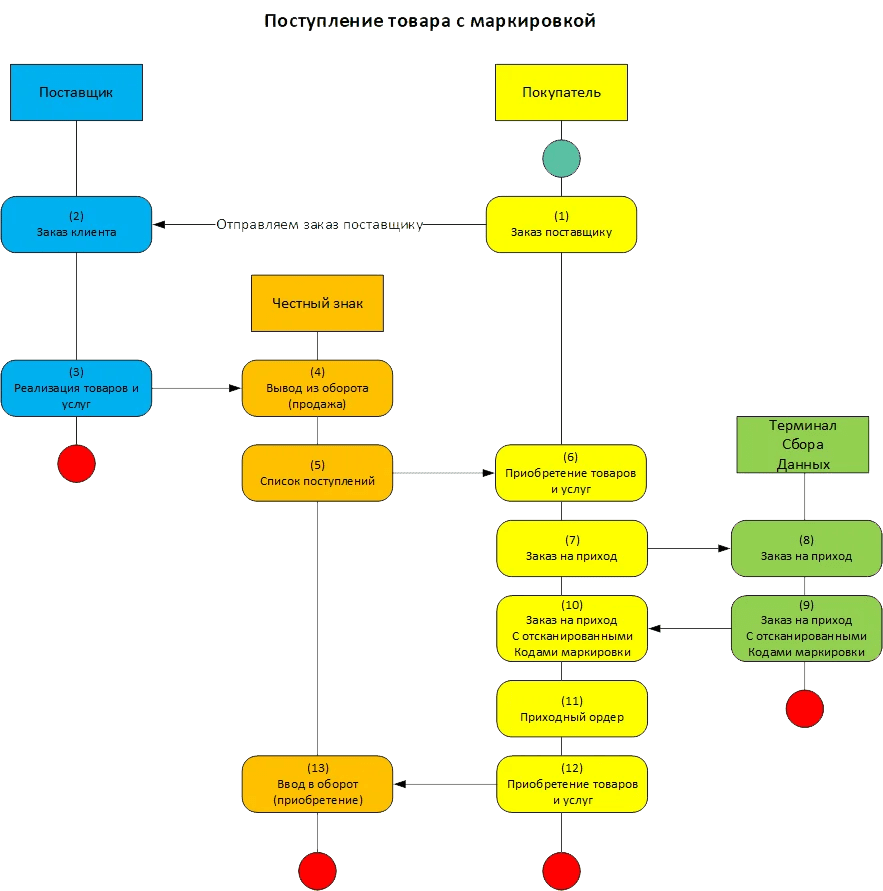 Поступление товара с маркировкой
Поставщик
Покупатель
(2)
Заказ клиента
Отправляем заказ поставщику
(1)
Заказ поставщику
Честный знак
(3)
Реализация товаров и
услуг
(4)
Вывод из оборота
(продажа)
Терминал
Сбора
Данных
(5)
Список поступлений
(6)
Приобретение товаров
и услуг
(7)
Заказ на приход
(8)
Заказ на приход
(10)
Заказ на приход
С отсканированными
Кодами маркировки
(9)
Заказ на приход
С отсканированными
Кодами маркировки
(11)
Приходный ордер
(13)
Ввод в оборот
(приобретение)
(12)
Приобретение товаров
и услуг